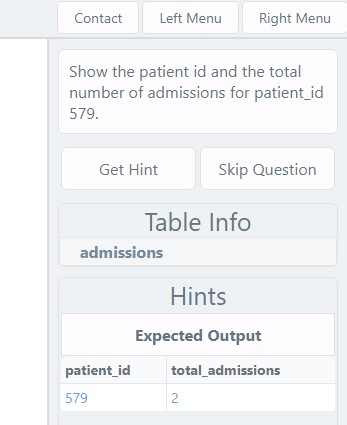 Contact Left Menu Right Menu
Show the patient id and the total
number of admissions for patient_id
579.
Get Hint Skip Question
Table Info
admissions
Hints
Expected Output
patient_id total_admissions
579 2